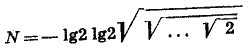 N = — lg2 lg2 √ √ ... √ 2